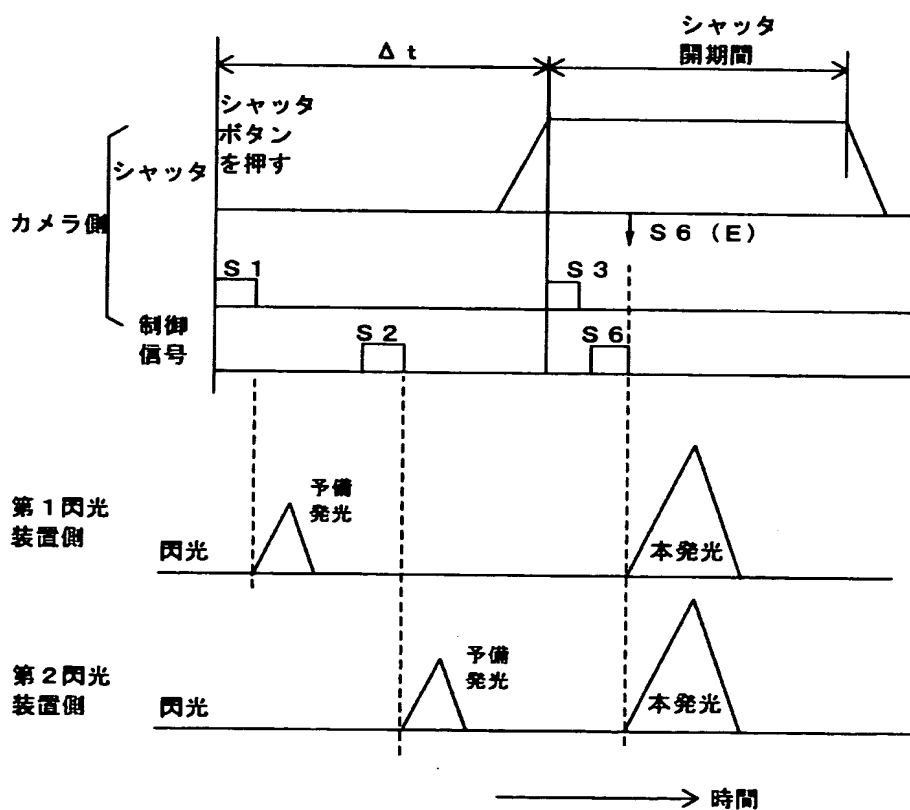 シャッタ
開期間
Δt
シャッタ
ボタン
を押す
シャッタ
カメラ側
S6（E）
S1
S3
制御
信号
S2
S6
第1閃光
装置側
閃光
予備
発光
本発光
第2閃光
装置側
閃光
予備
発光
本発光
時間